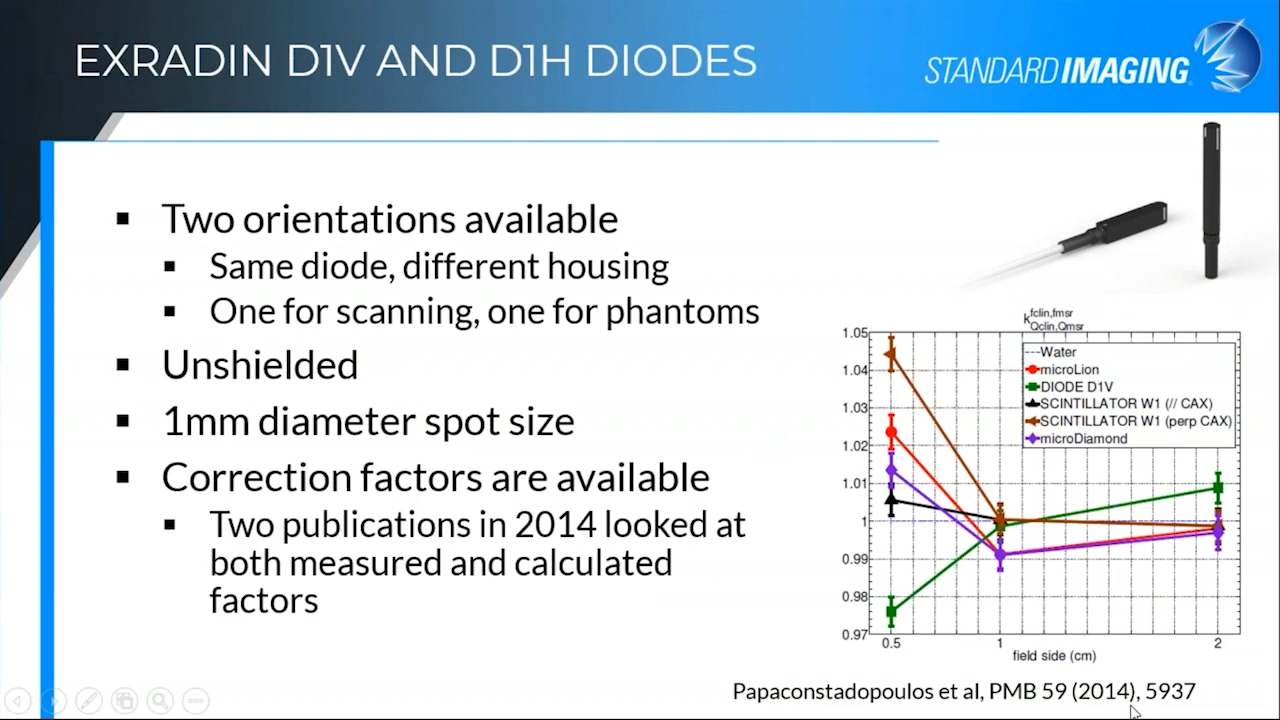 EXRADIN D1V AND D1H DIODES
STANDARD IMAGING
Two orientations available
Same diode, different housing
One for scanning, one for phantoms
Unshielded
1mm diameter spot size
Correction factors are available
Two publications in 2014 looked at
both measured and calculated
factors
k fclin,fmsr
Qclin,Qmsr
1.05
1.04
1.03
1.02
1.01
1
0.99
0.98
0.97
Water
microLion
DIODE D1V
SCINTILLATOR W1 (// CAX)
SCINTILLATOR W1 (perp CAX)
microDiamond
0.5 1 2
field side (cm)
Papaconstadopoulos et al, PMB 59 (2014), 5937